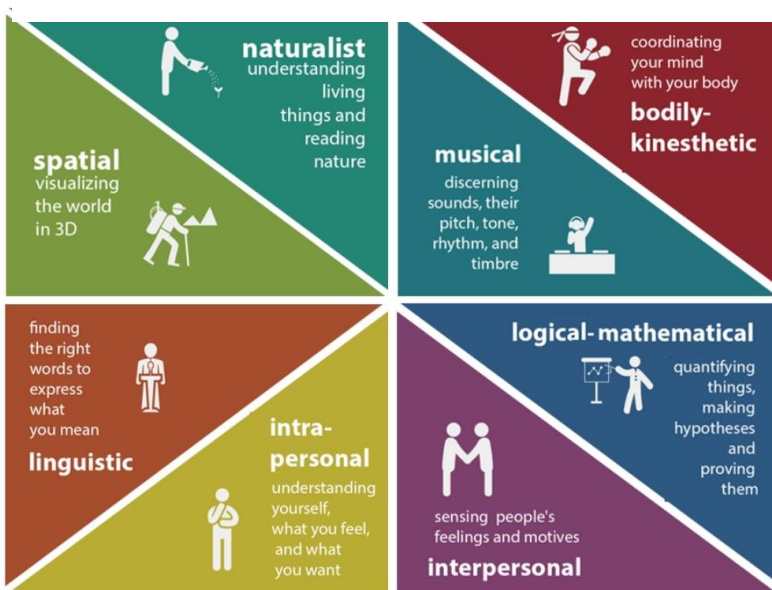 naturalist
understanding
living
things and
reading
nature
spatial
visualizing
the world
in 3D
coordinating
your mind
with your body
bodily-
kinesthetic
musical
discerning
sounds, their
pitch, tone,
rhythm, and
timbre
finding
the right
words to
express
what
you mean
linguistic
intra-
personal
understanding
yourself,
what you feel,
and what
you want
logical-mathematical
quantifying
things,
making
hypotheses
and
proving
them
sensing people's
feelings and motives
interpersonal